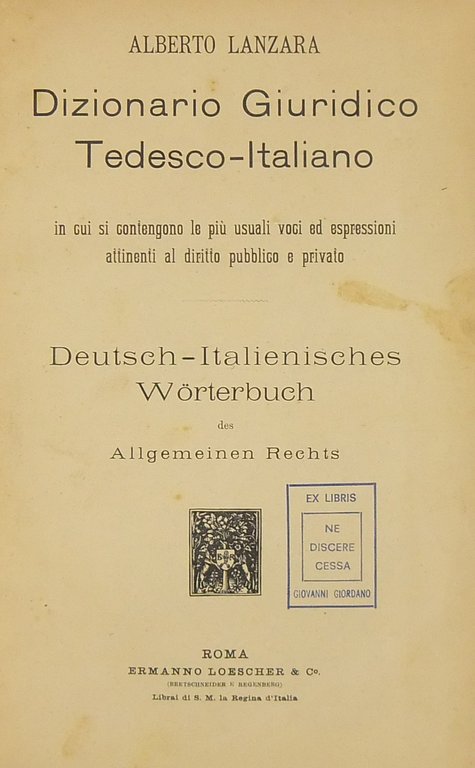 ALBERTO LANZARA
Dizionario Giuridico
Tedesco-Italiano
in cui si contengono le più usuali voci ed espressioni
attinenti al diritto pubblico e privato
Deutsch-Italienisches
Wörterbuch
des
Allgemeinen Rechts
EX LIBRIS
NE
DISCERE
CESSA
GIOVANNI GIORDANO
ROMA
ERMANNO LOESCHER & Co.
(BRETSCHNEIDER E REGENBERG)
Librai di S. M. la Regina d'Italia